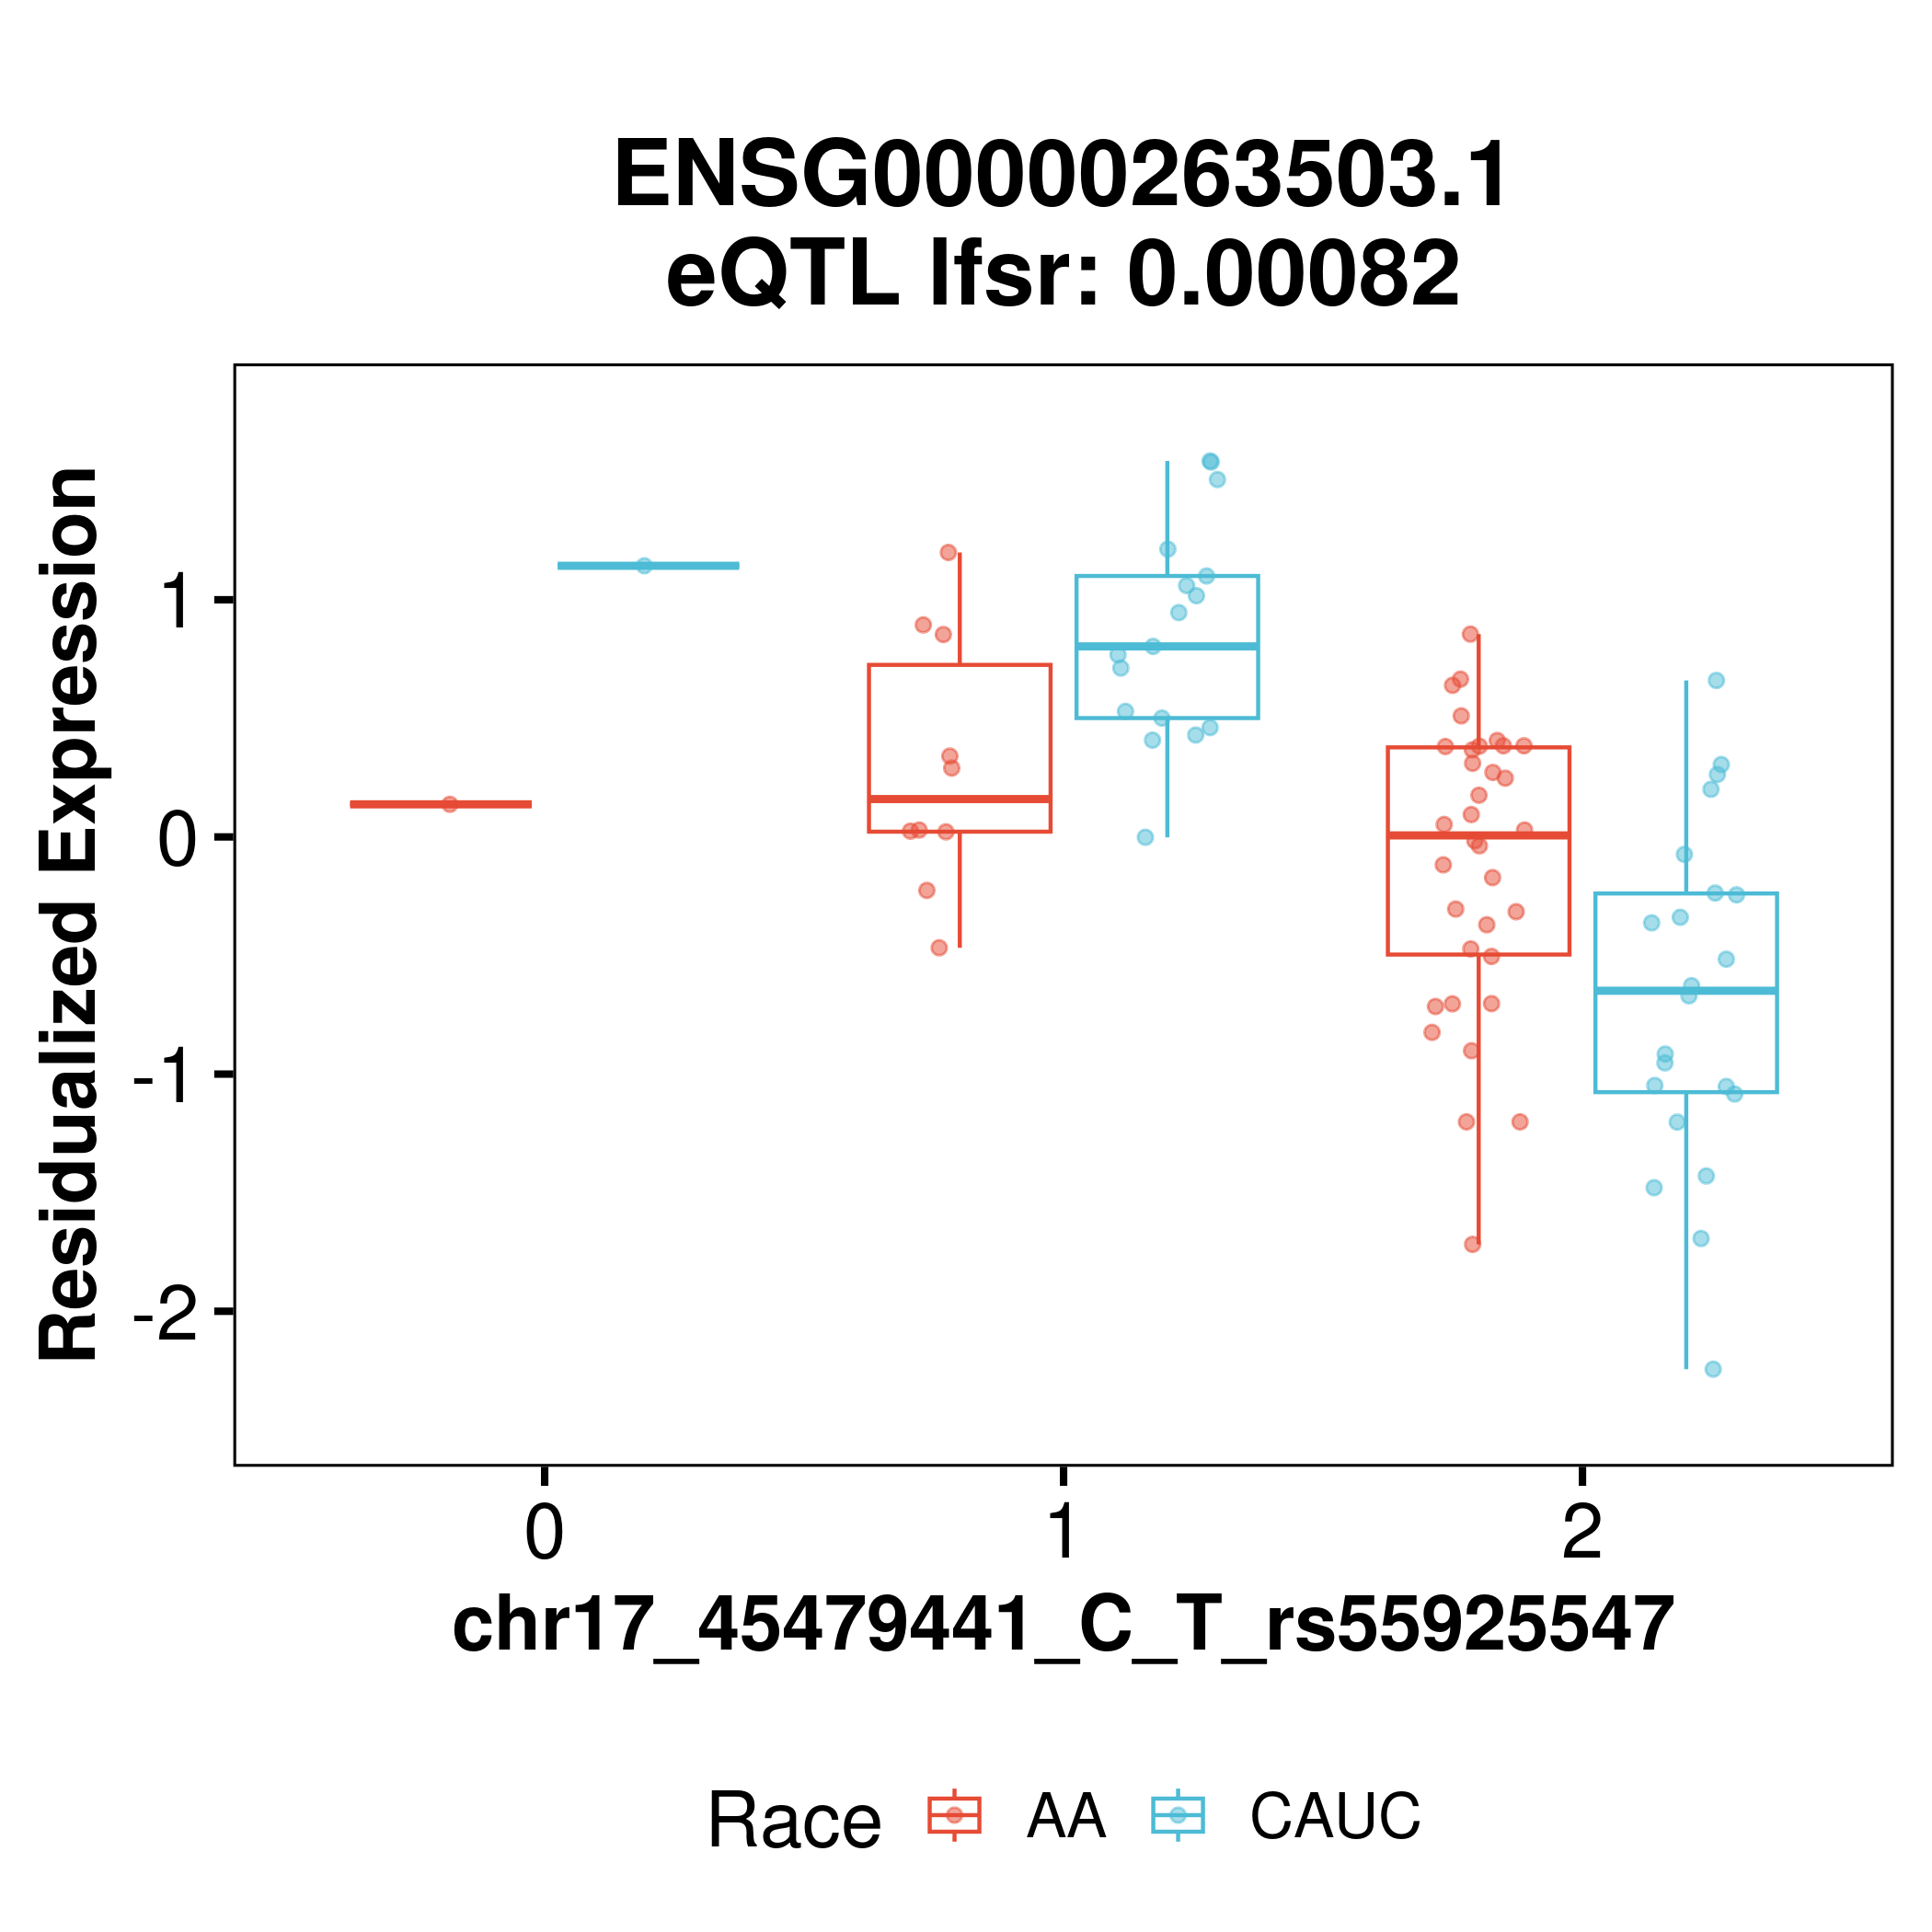 ENSG00000263503.1
eQTL lfsr: 0.00082
Residualized Expression
1
0
-1
-2
0 1 2
chr17_45479441_C_T_rs55925547
Race AA CAUC